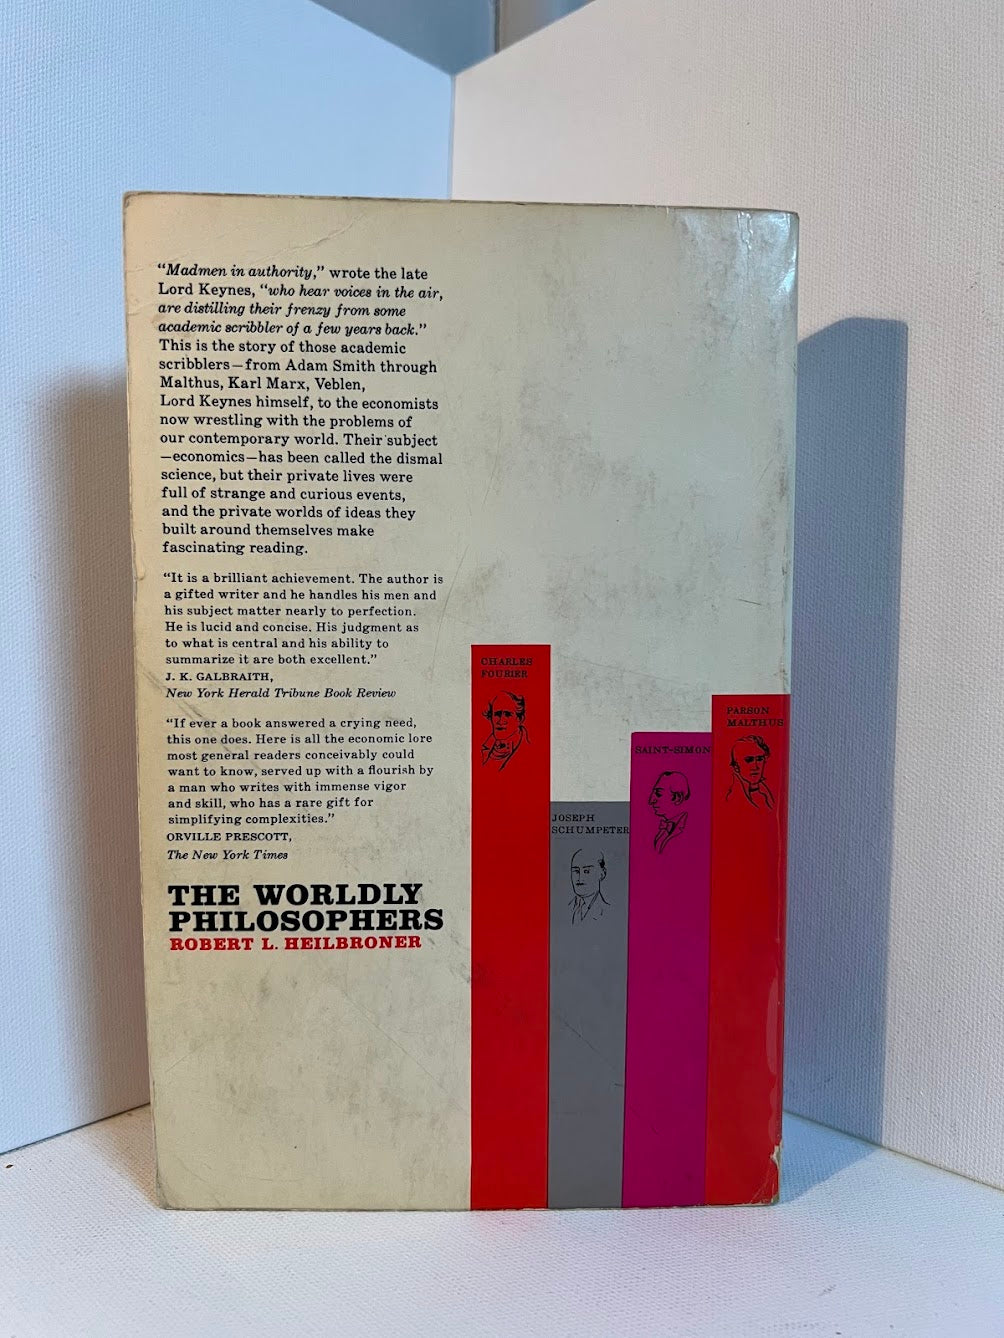 “Madmen in authority,” wrote the late
Lord Keynes, “who hear voices in the air,
are distilling their frenzy from some
academic scribbler of a few years back.”
This is the story of those academic
scribblers—from Adam Smith through
Malthus, Karl Marx, Veblen,
Lord Keynes himself, to the economists
now wrestling with the problems of
our contemporary world. Their subject
—economics—has been called the dismal
science, but their private lives were
full of strange and curious events,
and the private worlds of ideas they
built around themselves make
fascinating reading.
“It is a brilliant achievement. The author is
a gifted writer and he handles his men and
his subject matter nearly to perfection.
He is lucid and concise. His judgment as
to what is central and his ability to
summarize it are both excellent.”
J. K. GALBRAITH,
New York Herald Tribune Book Review
“If ever a book answered a crying need,
this one does. Here is all the economic lore
most general readers conceivably could
want to know, served up with a flourish by
a man who writes with immense vigor
and skill, who has a rare gift for
simplifying complexities.”
ORVILLE PRESCOTT,
The New York Times
THE WORLDLY
PHILOSOPHERS
ROBERT L. HEILBRONER
CHARLES
FOURIER
JOSEPH
SCHUMPETER
SAINT-SIMON
PARSON
MALTHUS